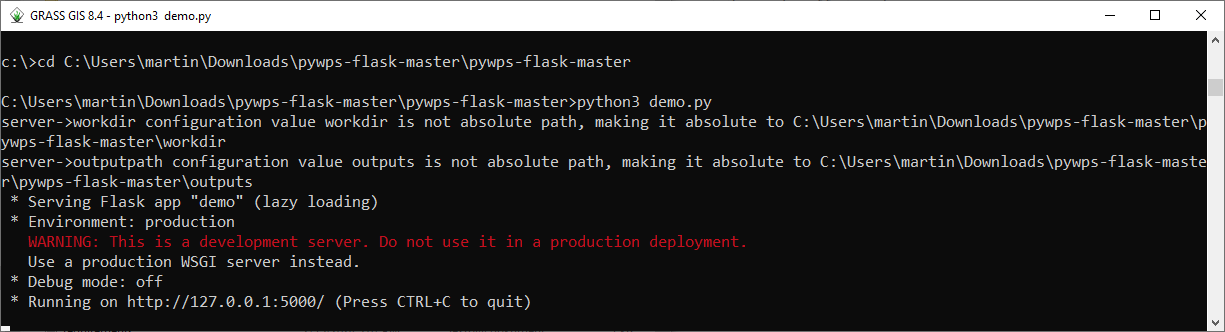 GRASS GIS 8.4 - python3  demo.py
c:\>cd C:\Users\martin\Downloads\pywps-flask-master\pywps-flask-master
C:\Users\martin\Downloads\pywps-flask-master\pywps-flask-master>python3 demo.py
server->workdir configuration value workdir is not absolute path, making it absolute to C:\Users\martin\Downloads\pywps-flask-master\p
ywps-flask-master\workdir
server->outputpath configuration value outputs is not absolute path, making it absolute to C:\Users\martin\Downloads\pywps-flask-maste
r\pywps-flask-master\outputs
 * Serving Flask app "demo" (lazy loading)
 * Environment: production
   WARNING: This is a development server. Do not use it in a production deployment.
   Use a production WSGI server instead.
 * Debug mode: off
 * Running on http://127.0.0.1:5000/ (Press CTRL+C to quit)